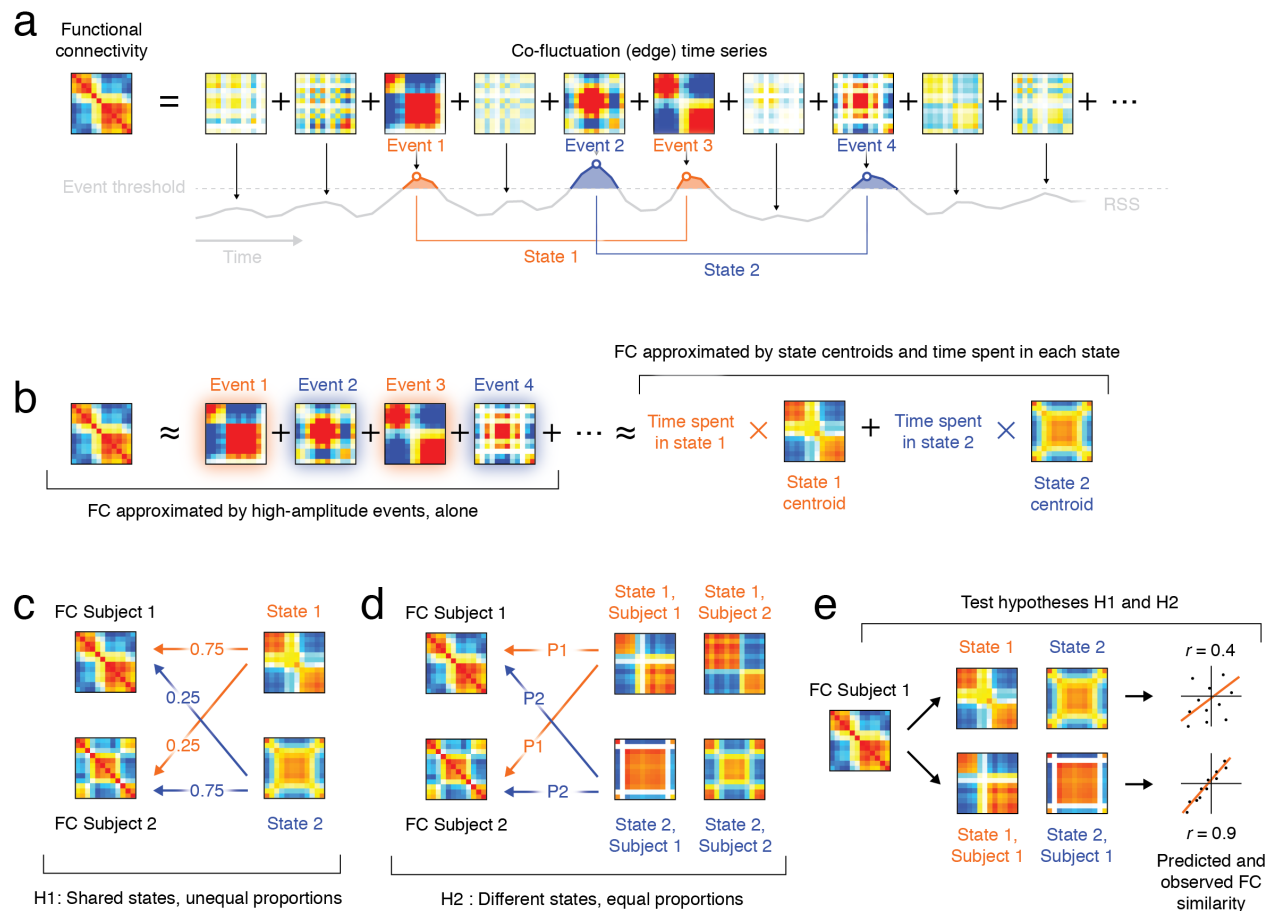 a
Functional
connectivity
Co-fluctuation (edge) time series
= + + + + + + + + + + ...
Event 1
Event 2
Event 3
Event 4
Event threshold
RSS
Time
State 1
State 2
b
FC approximated by state centroids and time spent in each state
Event 1
Event 2
Event 3
Event 4
≈ + + + + ... ≈
Time spent
in state 1
×
+
Time spent
in state 2
×
State 1
centroid
State 2
centroid
FC approximated by high-amplitude events, alone
c
FC Subject 1
State 1
0.75
0.25
0.25
0.75
FC Subject 2
State 2
H1: Shared states, unequal proportions
d
FC Subject 1
State 1,
Subject 1
State 1,
Subject 2
P1
P2
P1
P2
FC Subject 2
State 2,
Subject 1
State 2,
Subject 2
H2 : Different states, equal proportions
e
Test hypotheses H1 and H2
State 1
State 2
r = 0.4
FC Subject 1
State 1,
Subject 1
State 2,
Subject 1
r = 0.9
Predicted and
observed FC
similarity